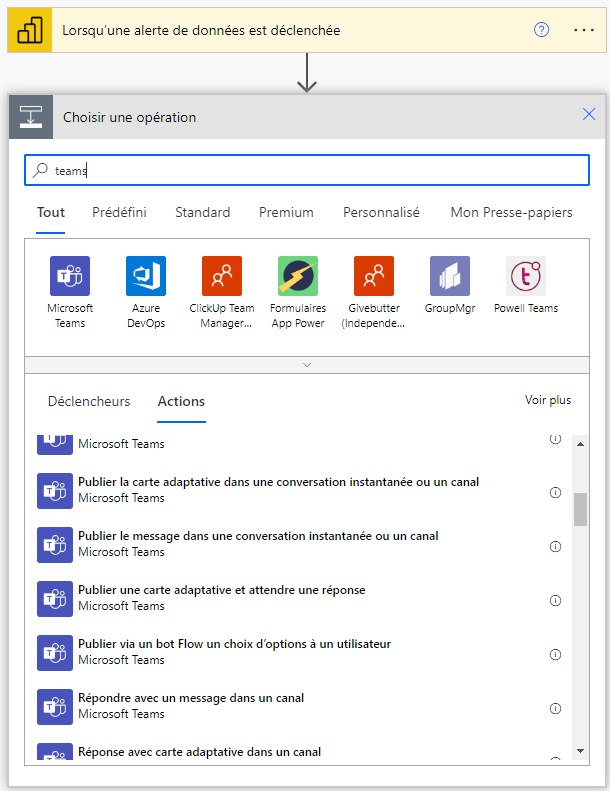 Lorsqu'une alerte de données est déclenchée
Choisir une opération
teams
Tout Prédéfini Standard Premium Personnalisé Mon Presse-papiers
Microsoft Teams
Azure DevOps
ClickUp Team Manager...
Formulaires App Power
Givebutter (Independe...
GroupMgr
Powell Teams
Déclencheurs Actions Voir plus
Microsoft Teams
Publier la carte adaptative dans une conversation instantanée ou un canal
Microsoft Teams
Publier le message dans une conversation instantanée ou un canal
Microsoft Teams
Publier une carte adaptative et attendre une réponse
Microsoft Teams
Publier via un bot Flow un choix d'options à un utilisateur
Microsoft Teams
Répondre avec un message dans un canal
Microsoft Teams
Réponse avec carte adaptative dans un canal